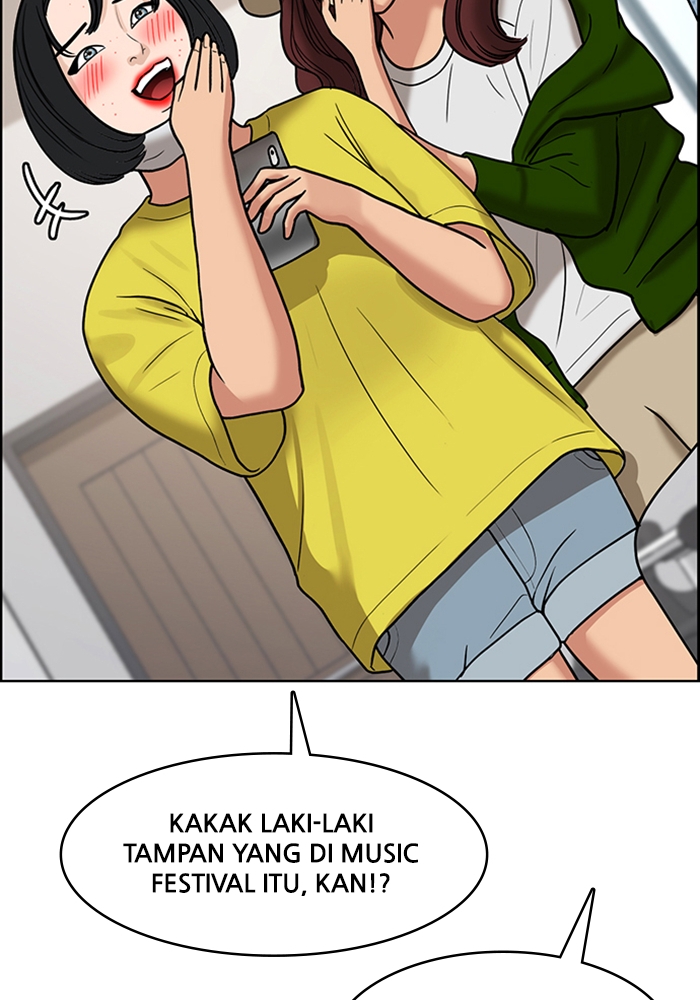 KAKAK LAKI-LAKI
TAMPAN YANG DI MUSIC
FESTIVAL ITU, KAN!?